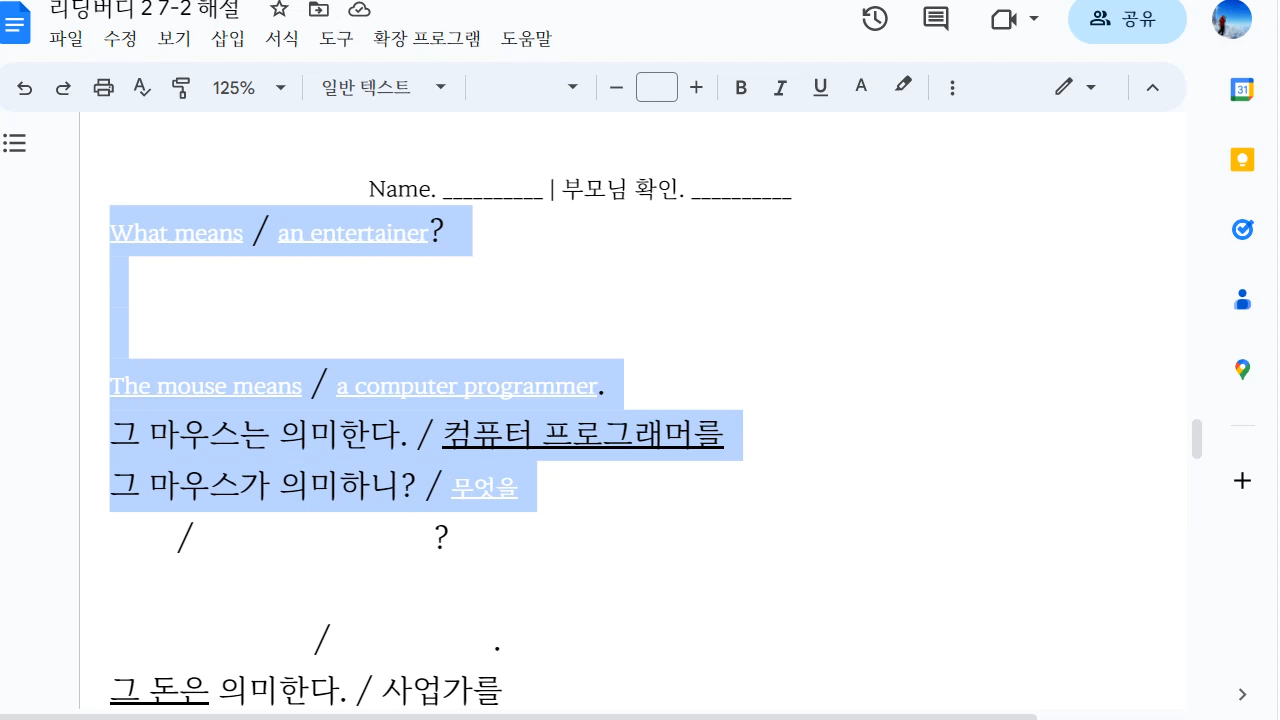 리딩버디 2 7-2 해설
파일 수정 보기 삽입 서식 도구 확장 프로그램 도움말
공유
125% 일반 텍스트 B I U A
31
Name. __________ | 부모님 확인. __________
What means / an entertainer?
The mouse means / a computer programmer.
그 마우스는 의미한다. / 컴퓨터 프로그래머를
그 마우스가 의미하니? / 무엇을
/ ?
/ .
그 돈은 의미한다. / 사업가를